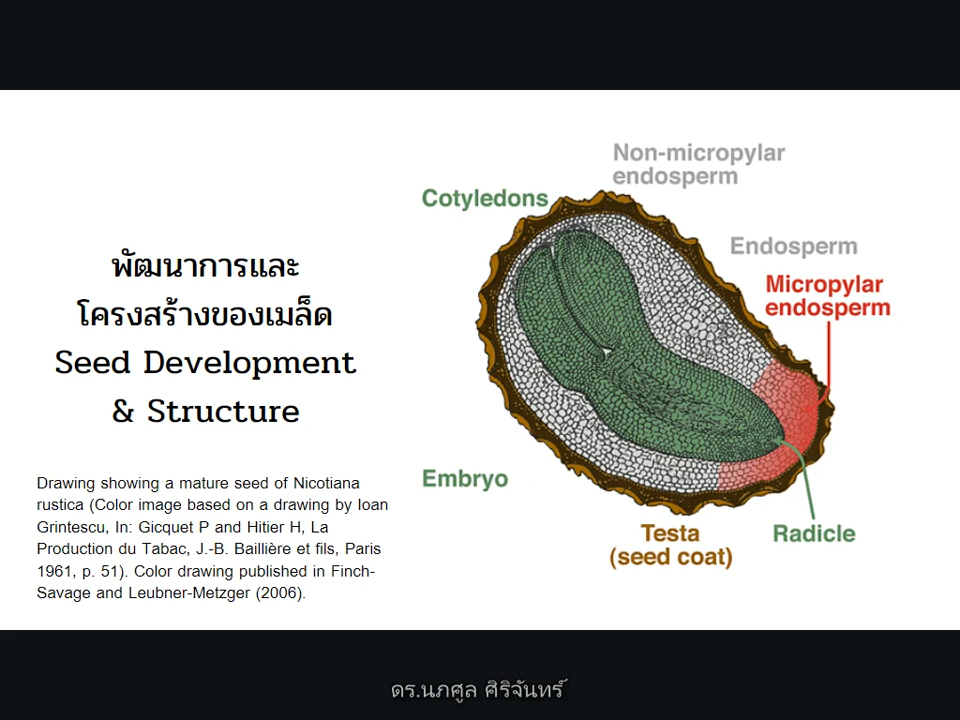 พัฒนาการและ
โครงสร้างของเมล็ด
Seed Development
& Structure
Drawing showing a mature seed of Nicotiana
rustica (Color image based on a drawing by Ioan
Grintescu, In: Gicquet P and Hitier H, La
Production du Tabac, J.-B. Baillière et fils, Paris
1961, p. 51). Color drawing published in Finch-
Savage and Leubner-Metzger (2006).
Non-micropylar
endosperm
Cotyledons
Endosperm
Micropylar
endosperm
Embryo
Testa
(seed coat)
Radicle
ดร.นภศูล ศิริจันทร์